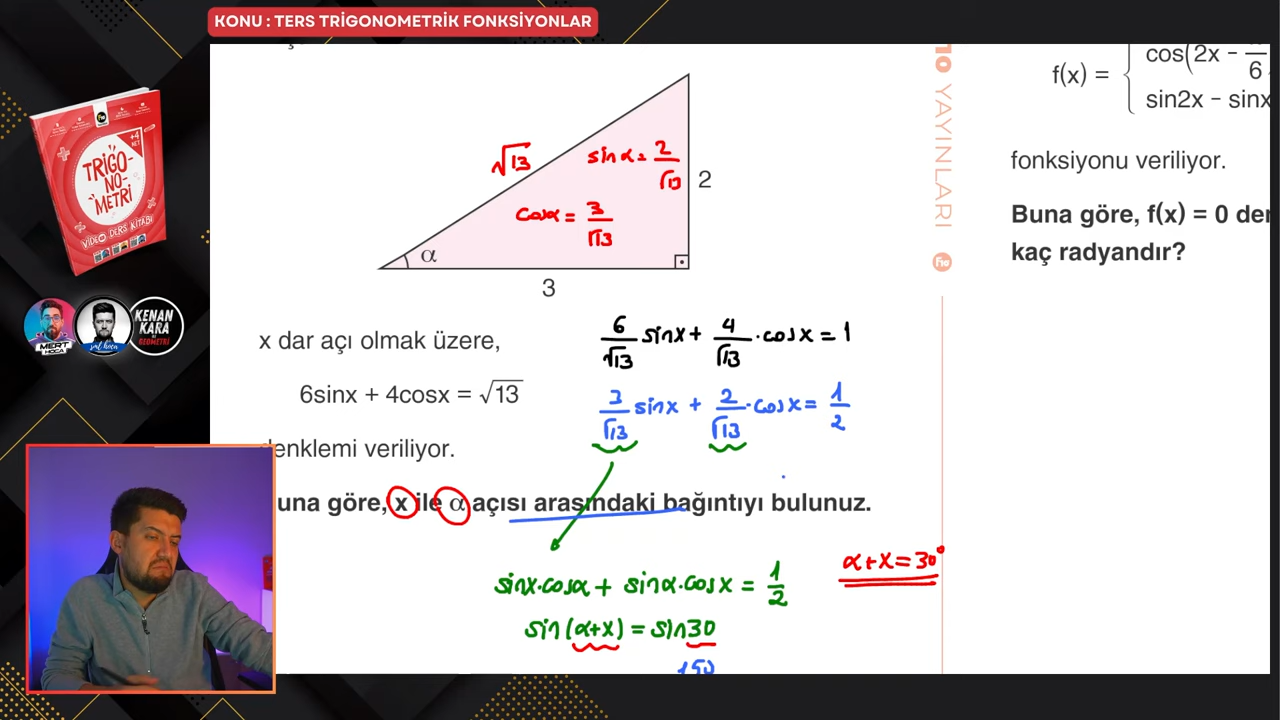 KONU : TERS TRİGONOMETRİK FONKSİYONLAR
+4 NET
TRİGO-
NO-
METRİ
VİDEO DERS KİTABI
MERT HOCA
KENAN KARA
GEOMETRİ
√13
sinα = 2/√13
cosα = 3/√13
2
α
3
x dar açı olmak üzere,
6sinx + 4cosx = √13
denklemi veriliyor.
una göre, x ile α açısı arasındaki bağıntıyı bulunuz.
6/√13 sinx + 4/√13 · cosx = 1
3/√13 sinx + 2/√13 · cosx = 1/2
sinx·cosα + sinα·cosx = 1/2
sin(α+x) = sin30
150
α+x=30°
10 YAYINLARI
F10
f(x) =
cos(2x − /6
sin2x − sinx
fonksiyonu veriliyor.
Buna göre, f(x) = 0 den
kaç radyandır?